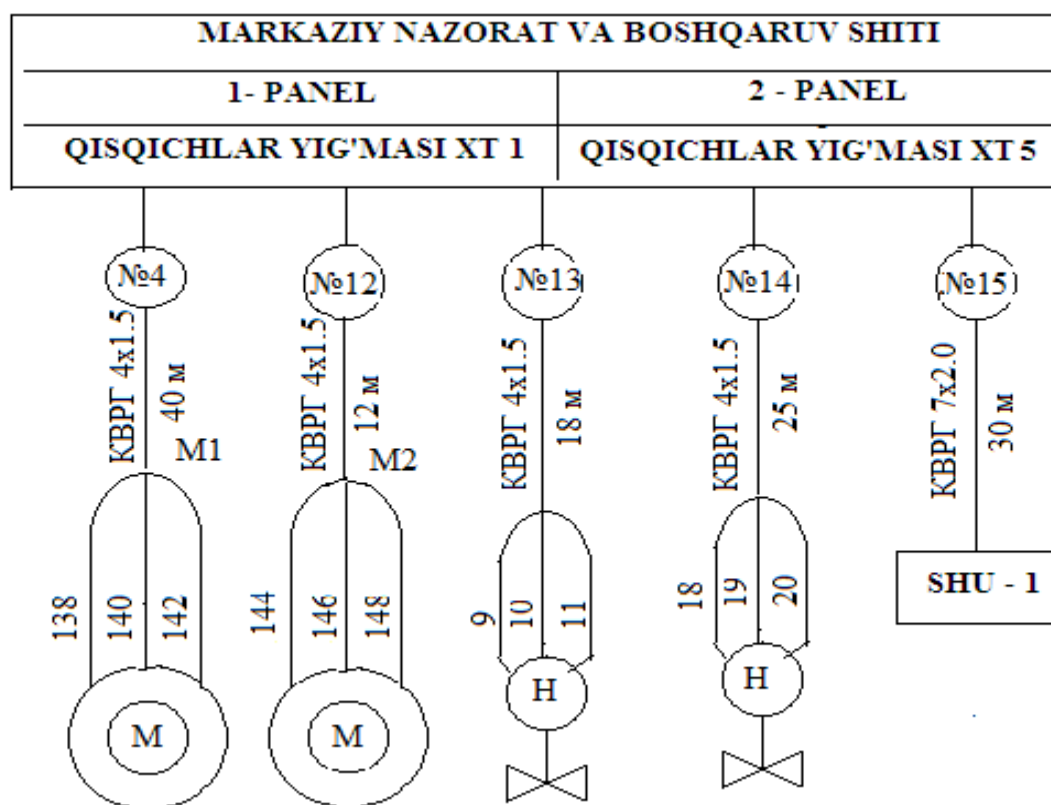 MARKAZIY NAZORAT VA BOSHQARUV SHITI
1- PANEL
2 - PANEL
QISQICHLAR YIG'MASI XT 1
QISQICHLAR YIG'MASI XT 5
№4
№12
№13
№14
№15
КВРГ 4x1.5
40 м
КВРГ 4x1.5
12 м
КВРГ 4x1.5
18 м
КВРГ 4x1.5
25 м
КВРГ 7x2.0
30 м
M1
M2
138
140
142
144
146
148
9
10
11
18
19
20
SHU - 1
M
M
H
H